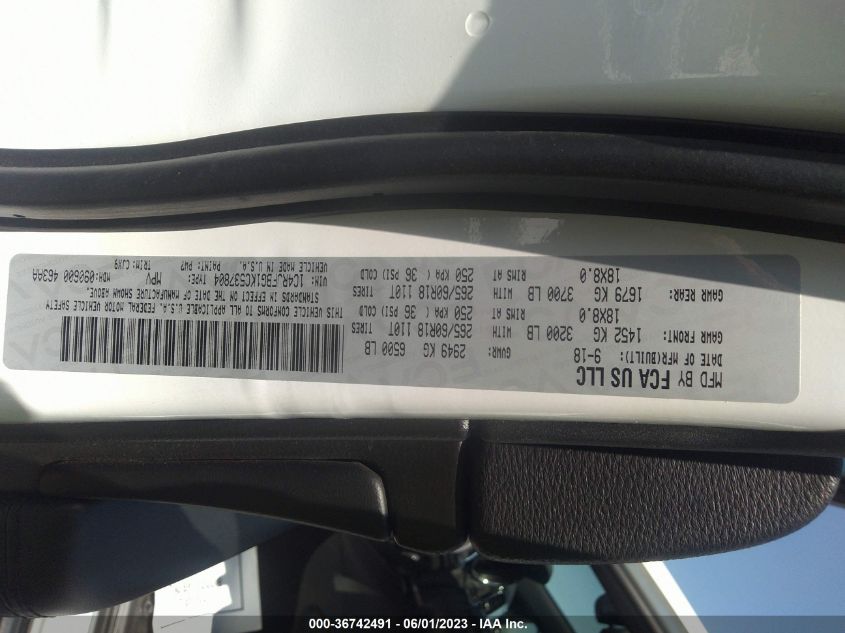 MFD BY FCA US LLC
DATE OF MFR(BUILT): 9-18
GVWR: 2949 KG 6500 LB
GAWR FRONT: 1452 KG 3200 LB
WITH 265/60R18 110T TIRES
18X8.0 RIMS AT 250 KPA ( 36 PSI) COLD
GAWR REAR: 1679 KG 3700 LB
WITH 265/60R18 110T TIRES
18X8.0 RIMS AT 250 KPA ( 36 PSI) COLD
THIS VEHICLE CONFORMS TO ALL APPLICABLE U.S.A. FEDERAL MOTOR VEHICLE SAFETY
STANDARDS IN EFFECT ON THE DATE OF MANUFACTURE SHOWN ABOVE.
VIN: 1C4RJFBG1KC597804 TYPE: MPV MDH:092600 463AA
VEHICLE MADE IN U.S.A. PAINT: PW7 TRIM: CJX9
000-36742491 - 06/01/2023 - IAA Inc.